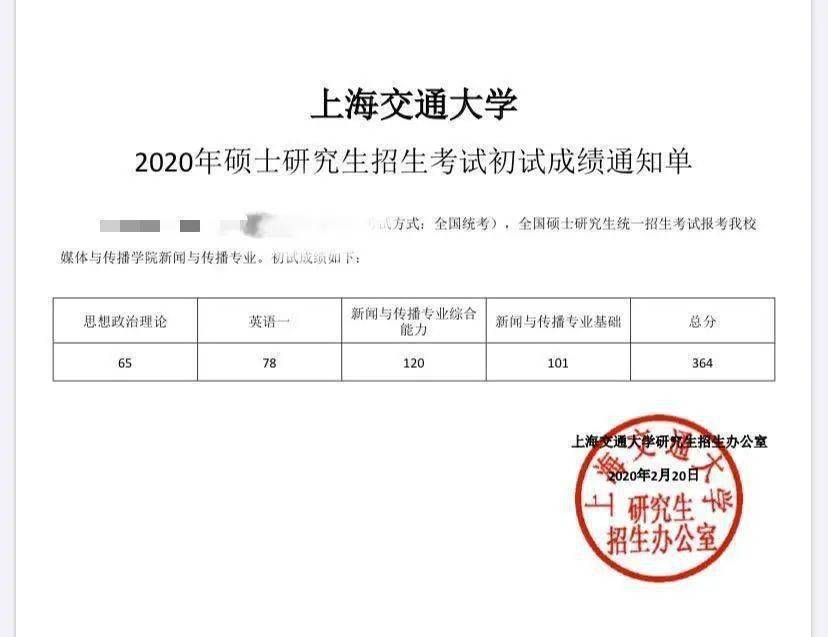 上海交通大学
2020年硕士研究生招生考试初试成绩通知单
方式：全国统考），全国硕士研究生统一招生考试报考我校
媒体与传播学院新闻与传播专业。初试成绩如下：
思想政治理论 英语一 新闻与传播专业综合能力 新闻与传播专业基础 总分
65 78 120 101 364
上海交通大学研究生招生办公室
2020年2月20日
上海交通大学
研究生
招生办公室